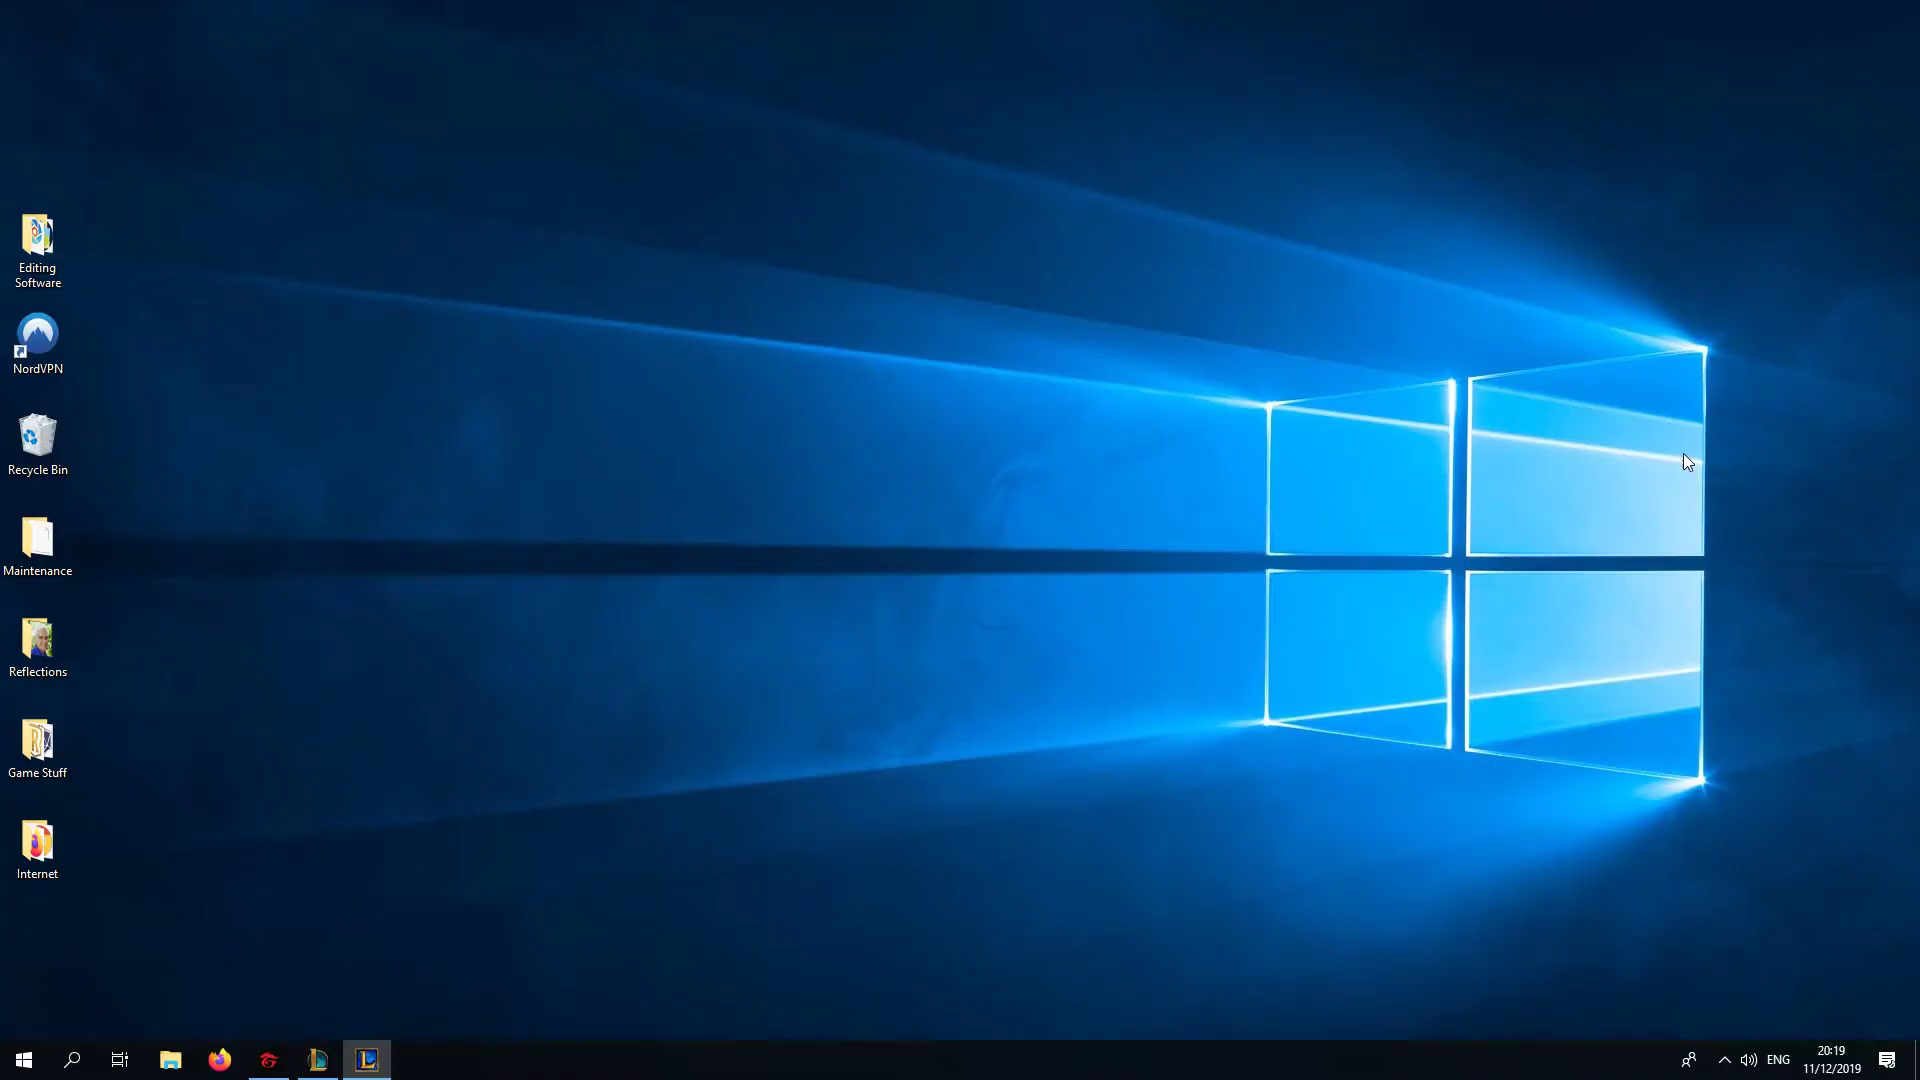 Editing
Software
NordVPN
Recycle Bin
Maintenance
Reflections
Game Stuff
Internet
ENG
20:19
11/12/2019